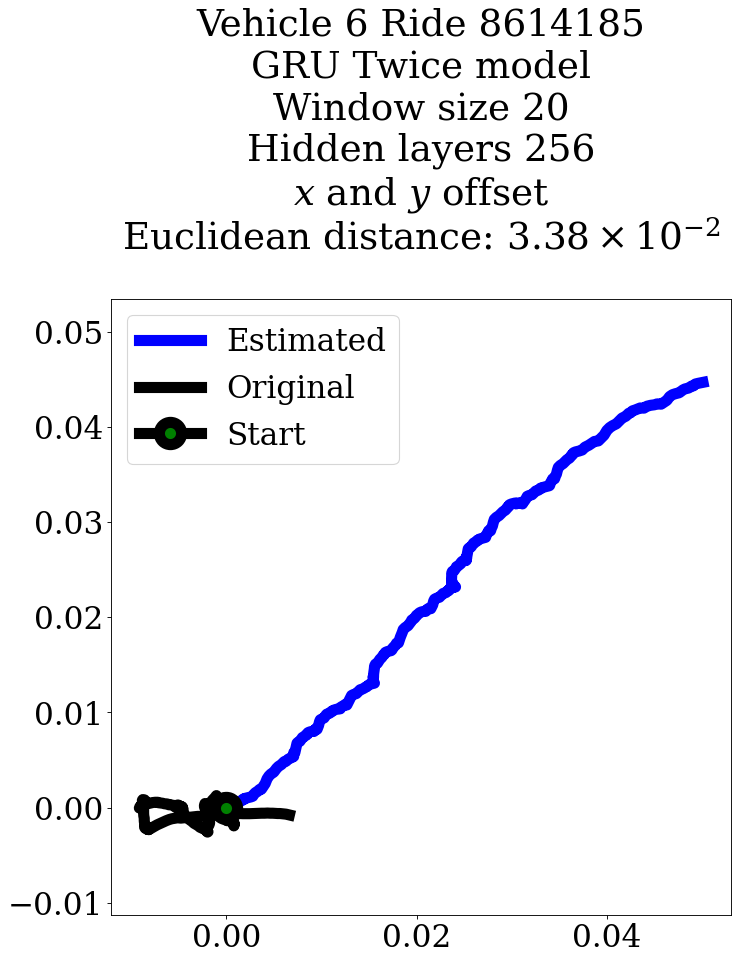 Vehicle 6 Ride 8614185
GRU Twice model
Window size 20
Hidden layers 256
x and y offset
Euclidean distance: 3.38 × 10⁻²
Estimated
Original
Start
0.05
0.04
0.03
0.02
0.01
0.00
−0.01
0.00 0.02 0.04